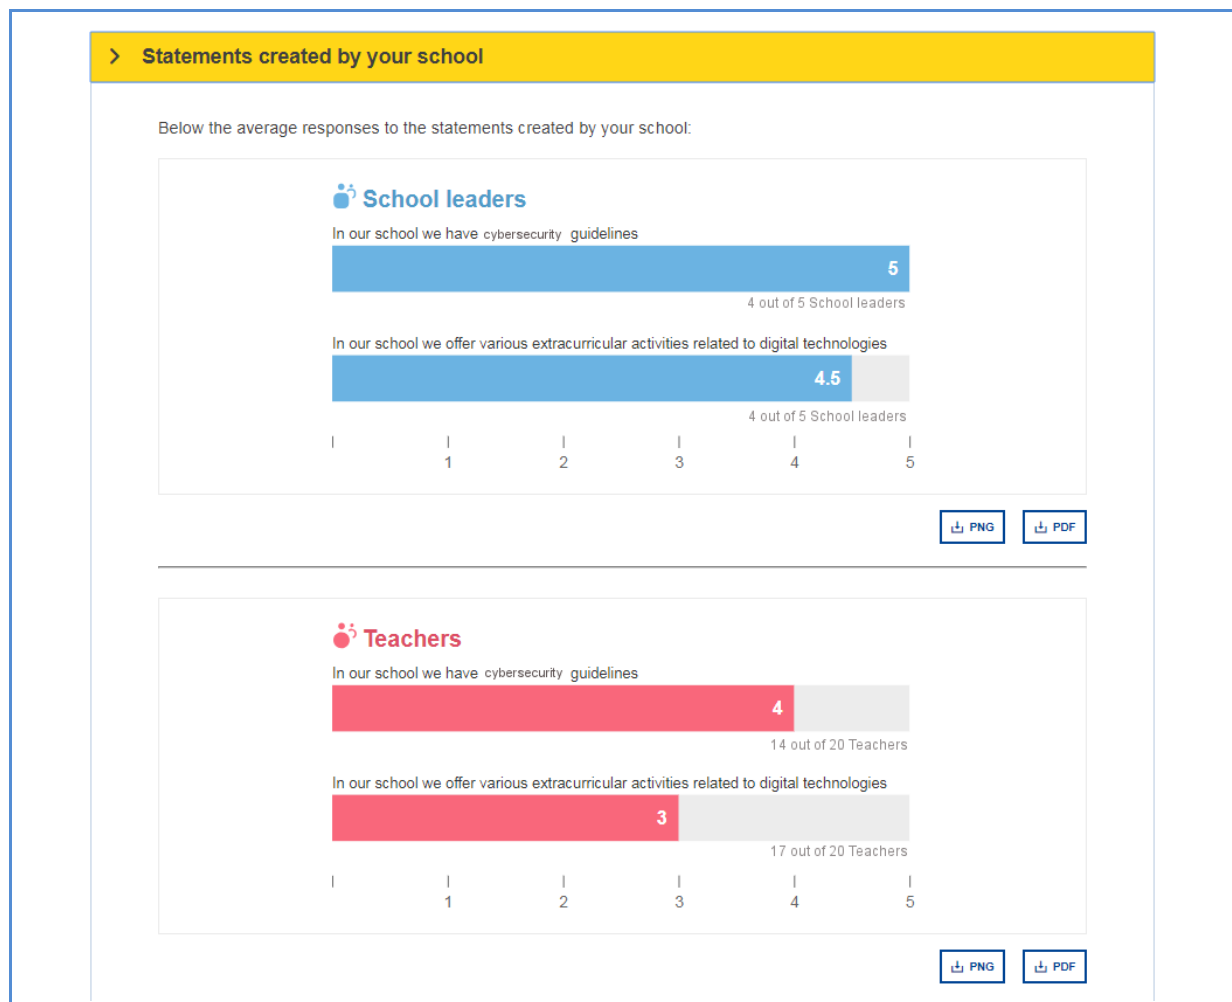 Statements created by your school
Below the average responses to the statements created by your school:
School leaders
In our school we have cybersecurity guidelines
5
4 out of 5 School leaders
In our school we offer various extracurricular activities related to digital technologies
4.5
4 out of 5 School leaders
1 2 3 4 5
PNG PDF
Teachers
In our school we have cybersecurity guidelines
4
14 out of 20 Teachers
In our school we offer various extracurricular activities related to digital technologies
3
17 out of 20 Teachers
1 2 3 4 5
PNG PDF